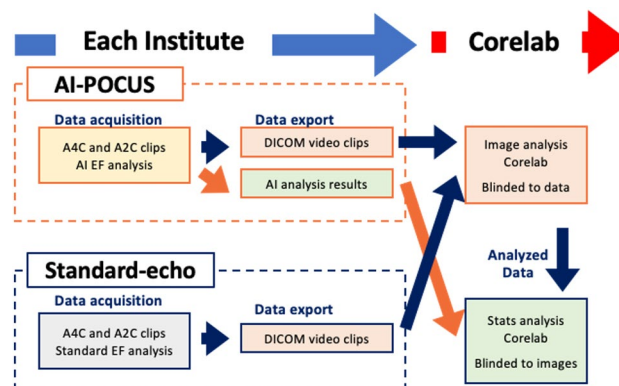 Each Institute
Corelab
AI-POCUS
Data acquisition
A4C and A2C clips
AI EF analysis
Data export
DICOM video clips
AI analysis results
Image analysis
Corelab
Blinded to data
Analyzed
Data
Standard-echo
Data acquisition
A4C and A2C clips
Standard EF analysis
Data export
DICOM video clips
Stats analysis
Corelab
Blinded to images